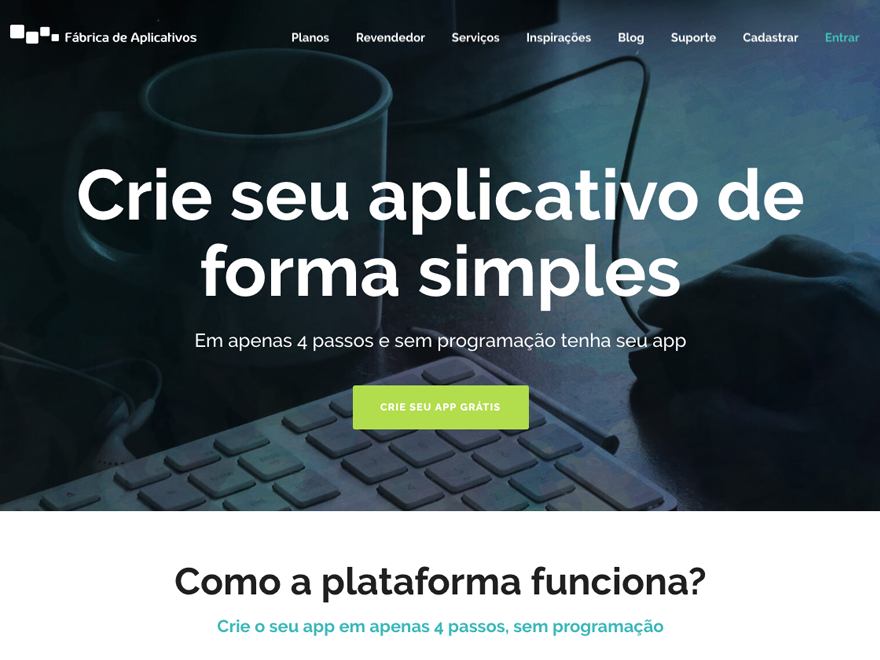 Fábrica de Aplicativos
Planos
Revendedor
Serviços
Inspirações
Blog
Suporte
Cadastrar
Entrar
Crie seu aplicativo de
forma simples
Em apenas 4 passos e sem programação tenha seu app
CRIE SEU APP GRÁTIS
Como a plataforma funciona?
Crie o seu app em apenas 4 passos, sem programação